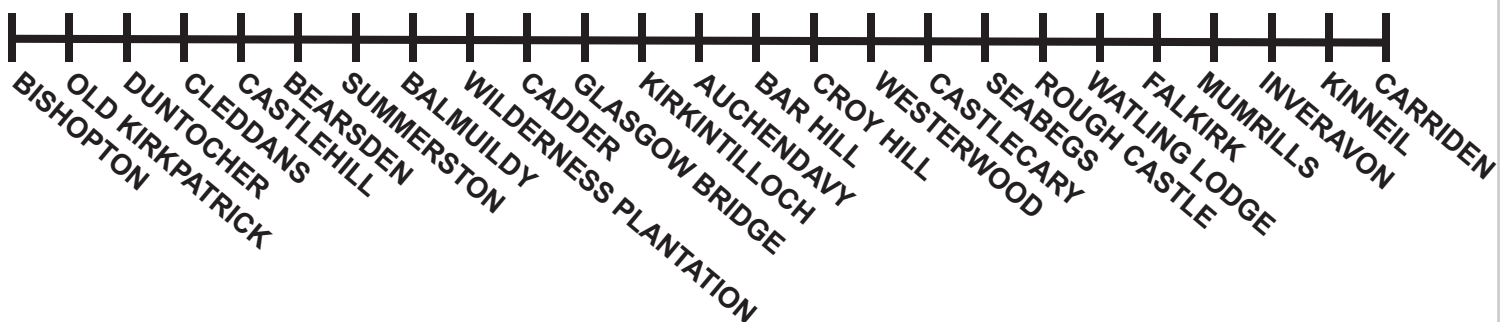 BISHOPTON
OLD KIRKPATRICK
DUNTOCHER
CLEDDANS
CASTLEHILL
BEARSDEN
SUMMERSTON
BALMUILDY
WILDERNESS PLANTATION
CADDER
GLASGOW BRIDGE
KIRKINTILLOCH
AUCHENDAVY
BAR HILL
CROY HILL
WESTERWOOD
CASTLECARY
SEABEGS
ROUGH CASTLE
WATLING LODGE
FALKIRK
MUMRILLS
INVERAVON
KINNEIL
CARRIDEN